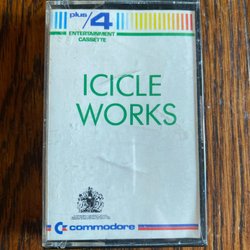 plus/4
ENTERTAINMENT
CASSETTE
ICICLE
WORKS
commodore